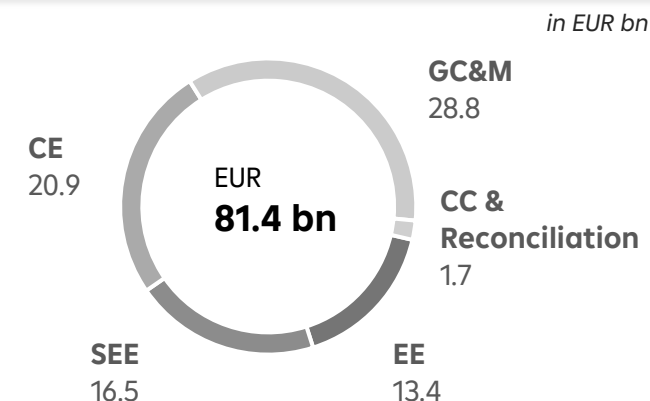 in EUR bn
GC&M
28.8
CE
20.9
EUR
81.4 bn
CC &
Reconciliation
1.7
SEE
16.5
EE
13.4